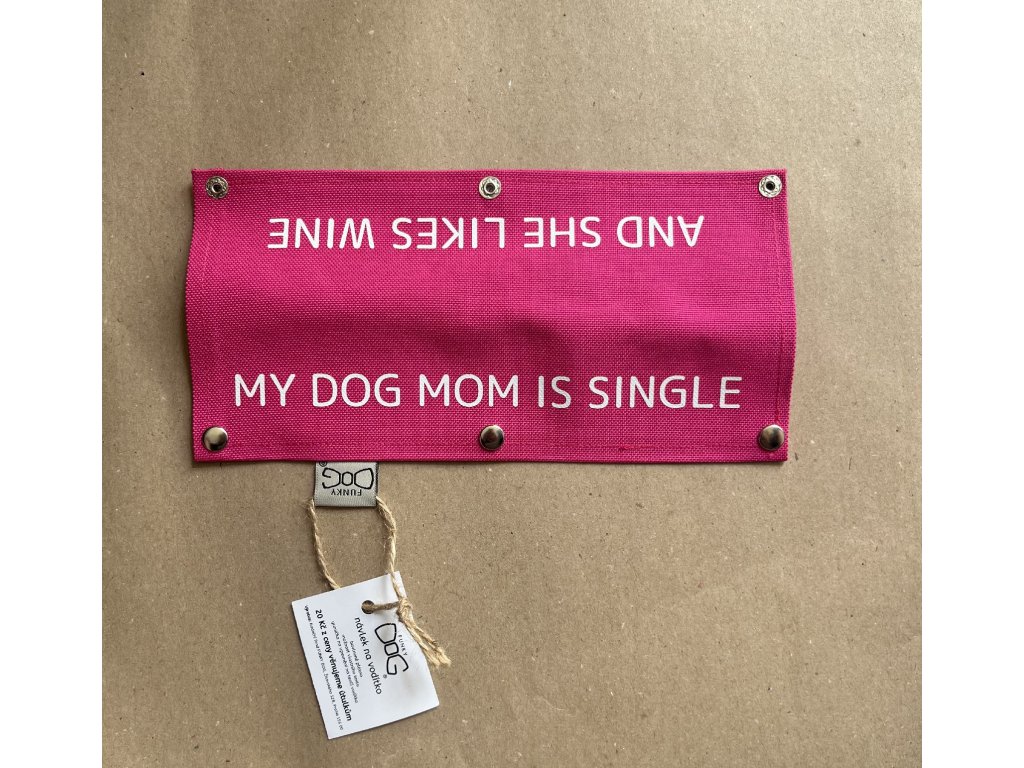 AND SHE LIKES WINE
MY DOG MOM IS SINGLE
FUNKY
DOG®
FUNKY
DOG®
návlek na vodítko
20 Kč z ceny věnujeme útulkům